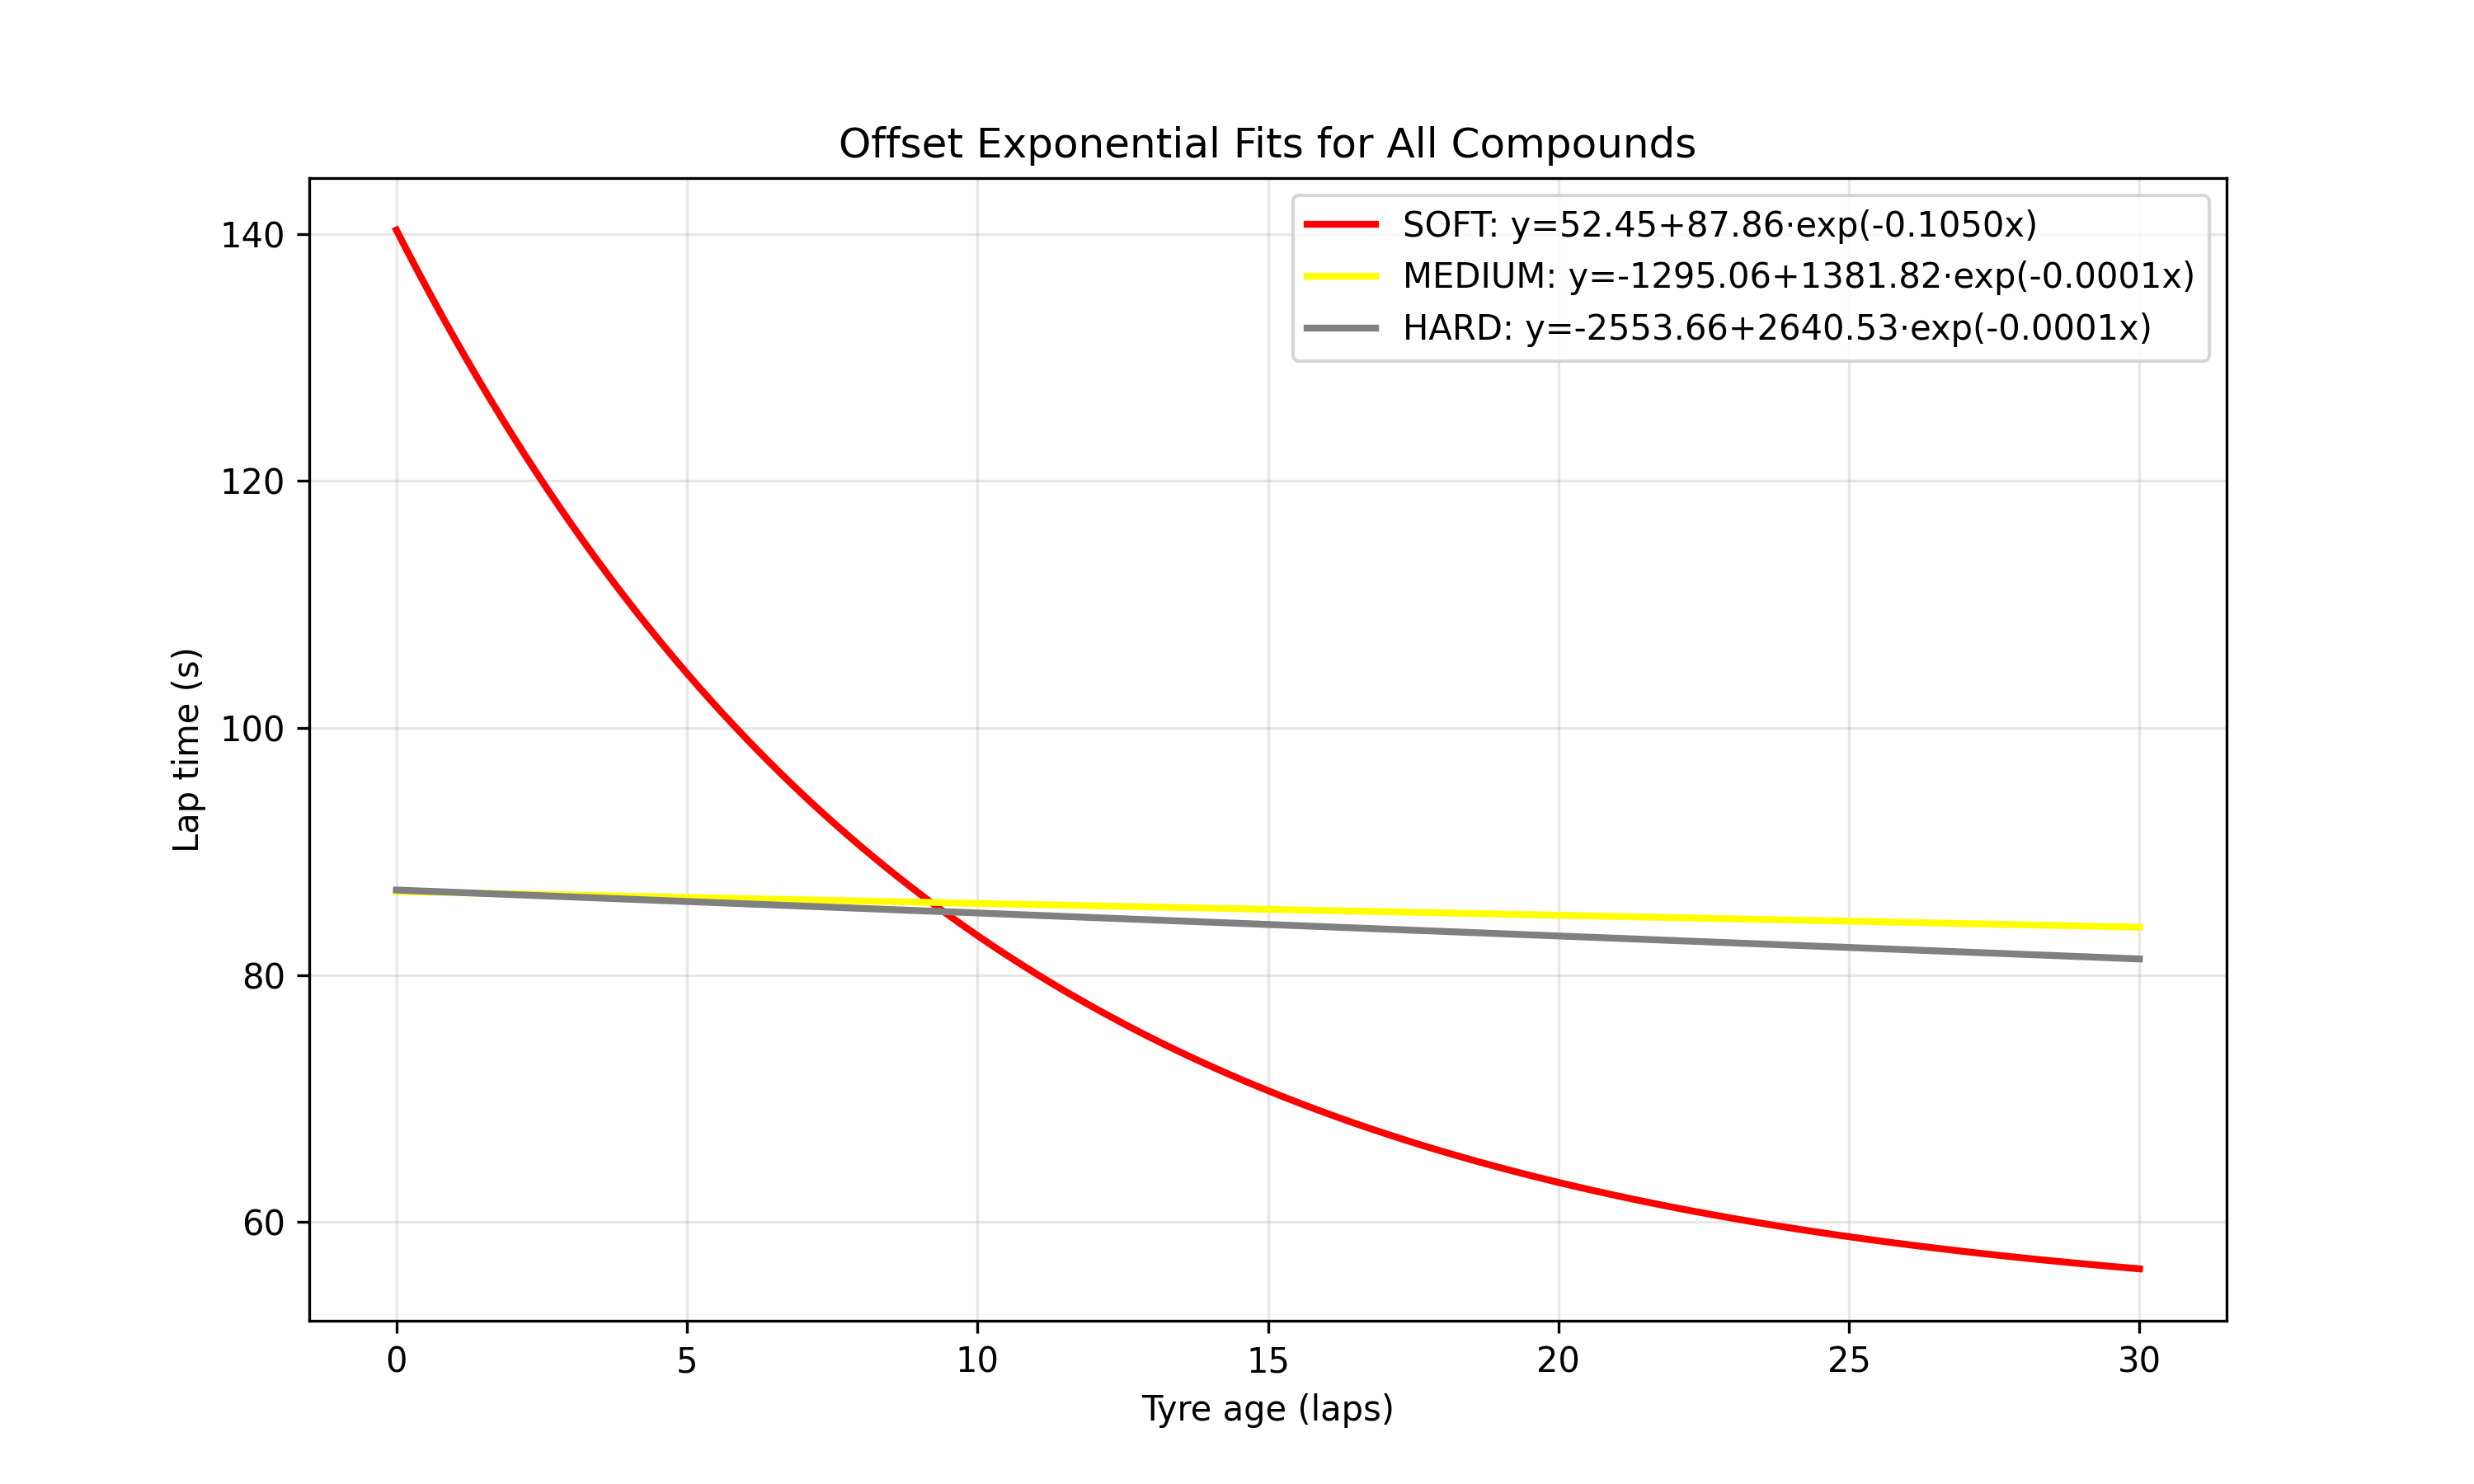 Offset Exponential Fits for All Compounds
SOFT: y=52.45+87.86·exp(-0.1050x)
MEDIUM: y=-1295.06+1381.82·exp(-0.0001x)
HARD: y=-2553.66+2640.53·exp(-0.0001x)
140
120
100
80
60
Lap time (s)
0 5 10 15 20 25 30
Tyre age (laps)